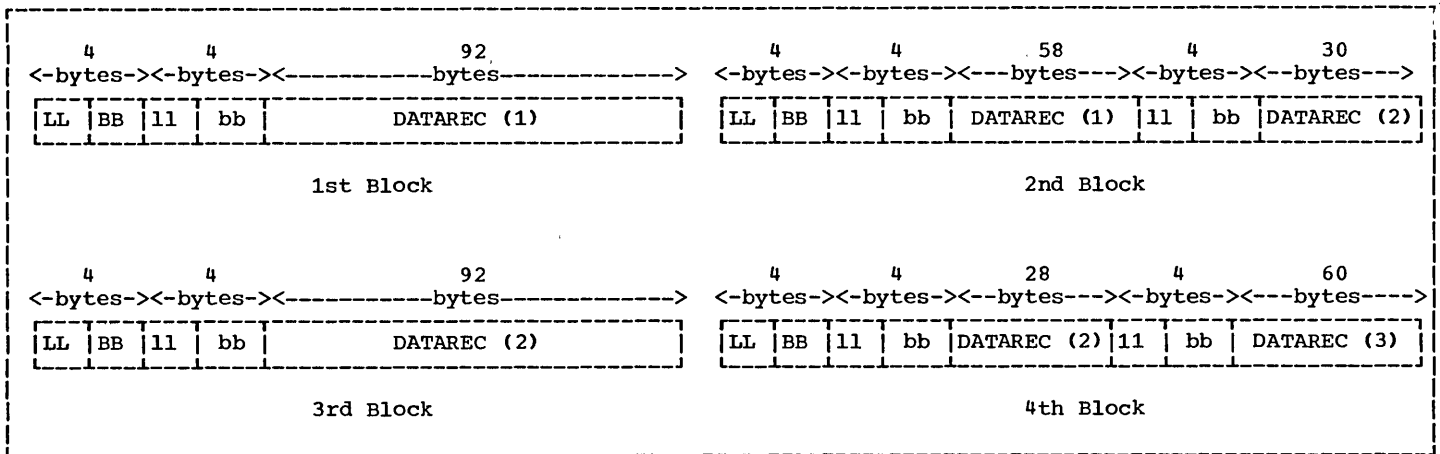 4 4 92 4 4 58 4 30
<-bytes-><-bytes-><-----------bytes-------------> <-bytes-><-bytes-><---bytes---><-bytes-><--bytes--->
LL BB ll bb DATAREC (1) LL BB ll bb DATAREC (1) ll bb DATAREC (2)
1st Block 2nd Block
4 4 92 4 4 28 4 60
<-bytes-><-bytes-><-----------bytes-------------> <-bytes-><-bytes-><--bytes---><-bytes-><---bytes---->
LL BB ll bb DATAREC (2) LL BB ll bb DATAREC (2) ll bb DATAREC (3)
3rd Block 4th Block